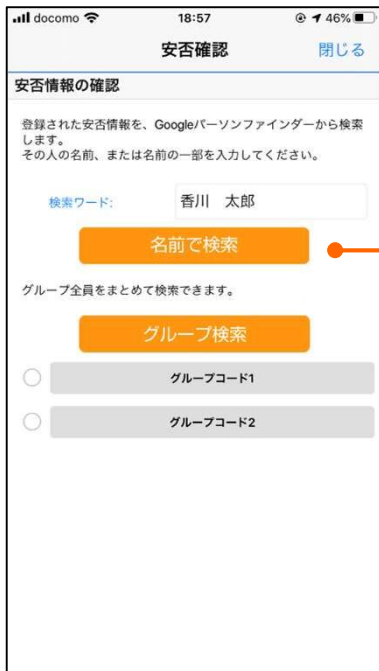 docomo 18:57 46%
安否確認 閉じる
安否情報の確認
登録された安否情報を、Googleパーソンファインダーから検索
します。
その人の名前、または名前の一部を入力してください。
検索ワード: 香川 太郎
名前で検索
グループ全員をまとめて検索できます。
グループ検索
グループコード1
グループコード2